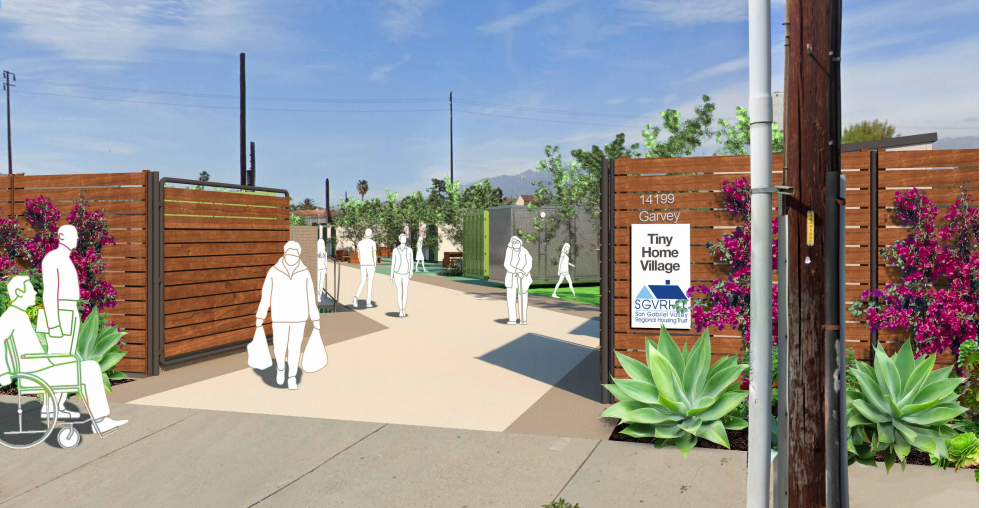 14199
Garvey
Tiny
Home
Village
SGVRHT
San Gabriel Valley
Regional Housing Trust